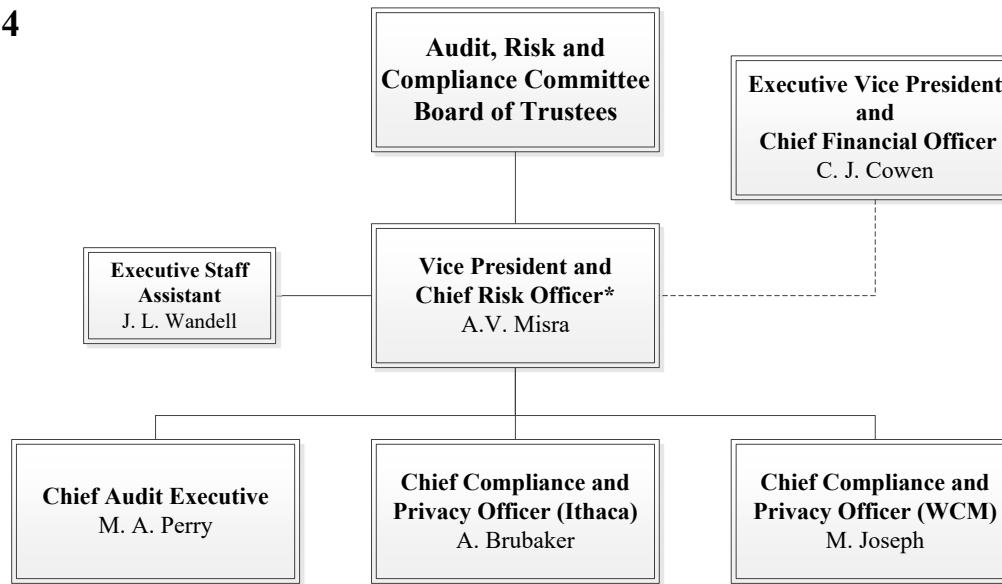 4
Audit, Risk and
Compliance Committee
Board of Trustees
Executive Vice President
and
Chief Financial Officer
C. J. Cowen
Executive Staff
Assistant
J. L. Wandell
Vice President and
Chief Risk Officer*
A.V. Misra
Chief Audit Executive
M. A. Perry
Chief Compliance and
Privacy Officer (Ithaca)
A. Brubaker
Chief Compliance and
Privacy Officer (WCM)
M. Joseph